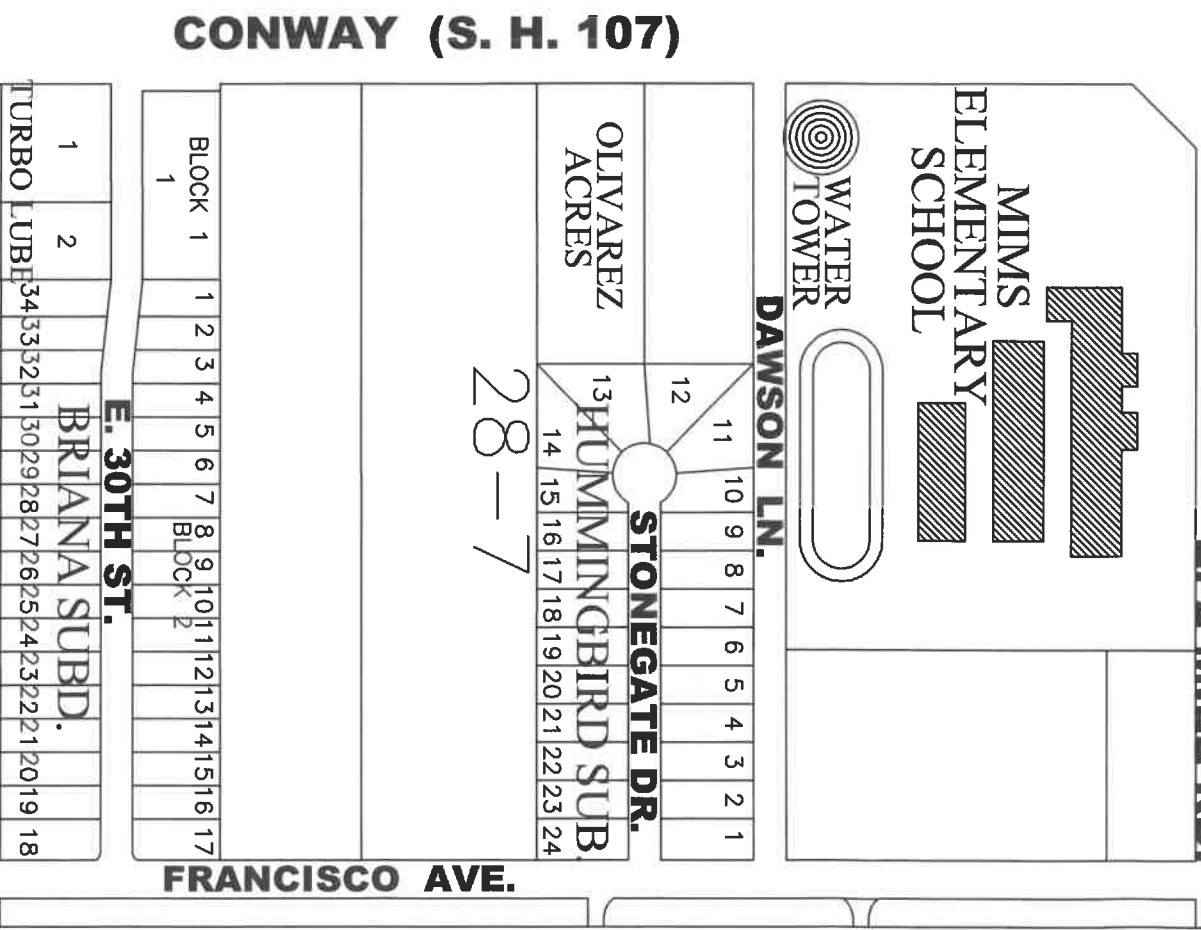 CONWAY (S. H. 107)
MIMS
ELEMENTARY
SCHOOL
WATER
TOWER
DAWSON LN.
OLIVAREZ
ACRES
12
11
10 9 8 7 6 5 4 3 2 1
STONEGATE DR.
HUMMINGBIRD SUB.
13
14
15 16 17 18 19 20 21 22 23 24
28-7
BLOCK 1
1
1 2 3 4 5 6 7 8 9 10 11 12 13 14 15 16 17
BLOCK 2
E. 30TH ST.
BRIANA SUBD.
1
2
TURBO LUBE
34 33 32 31 30 29 28 27 26 25 24 23 22 21 20 19 18
FRANCISCO AVE.